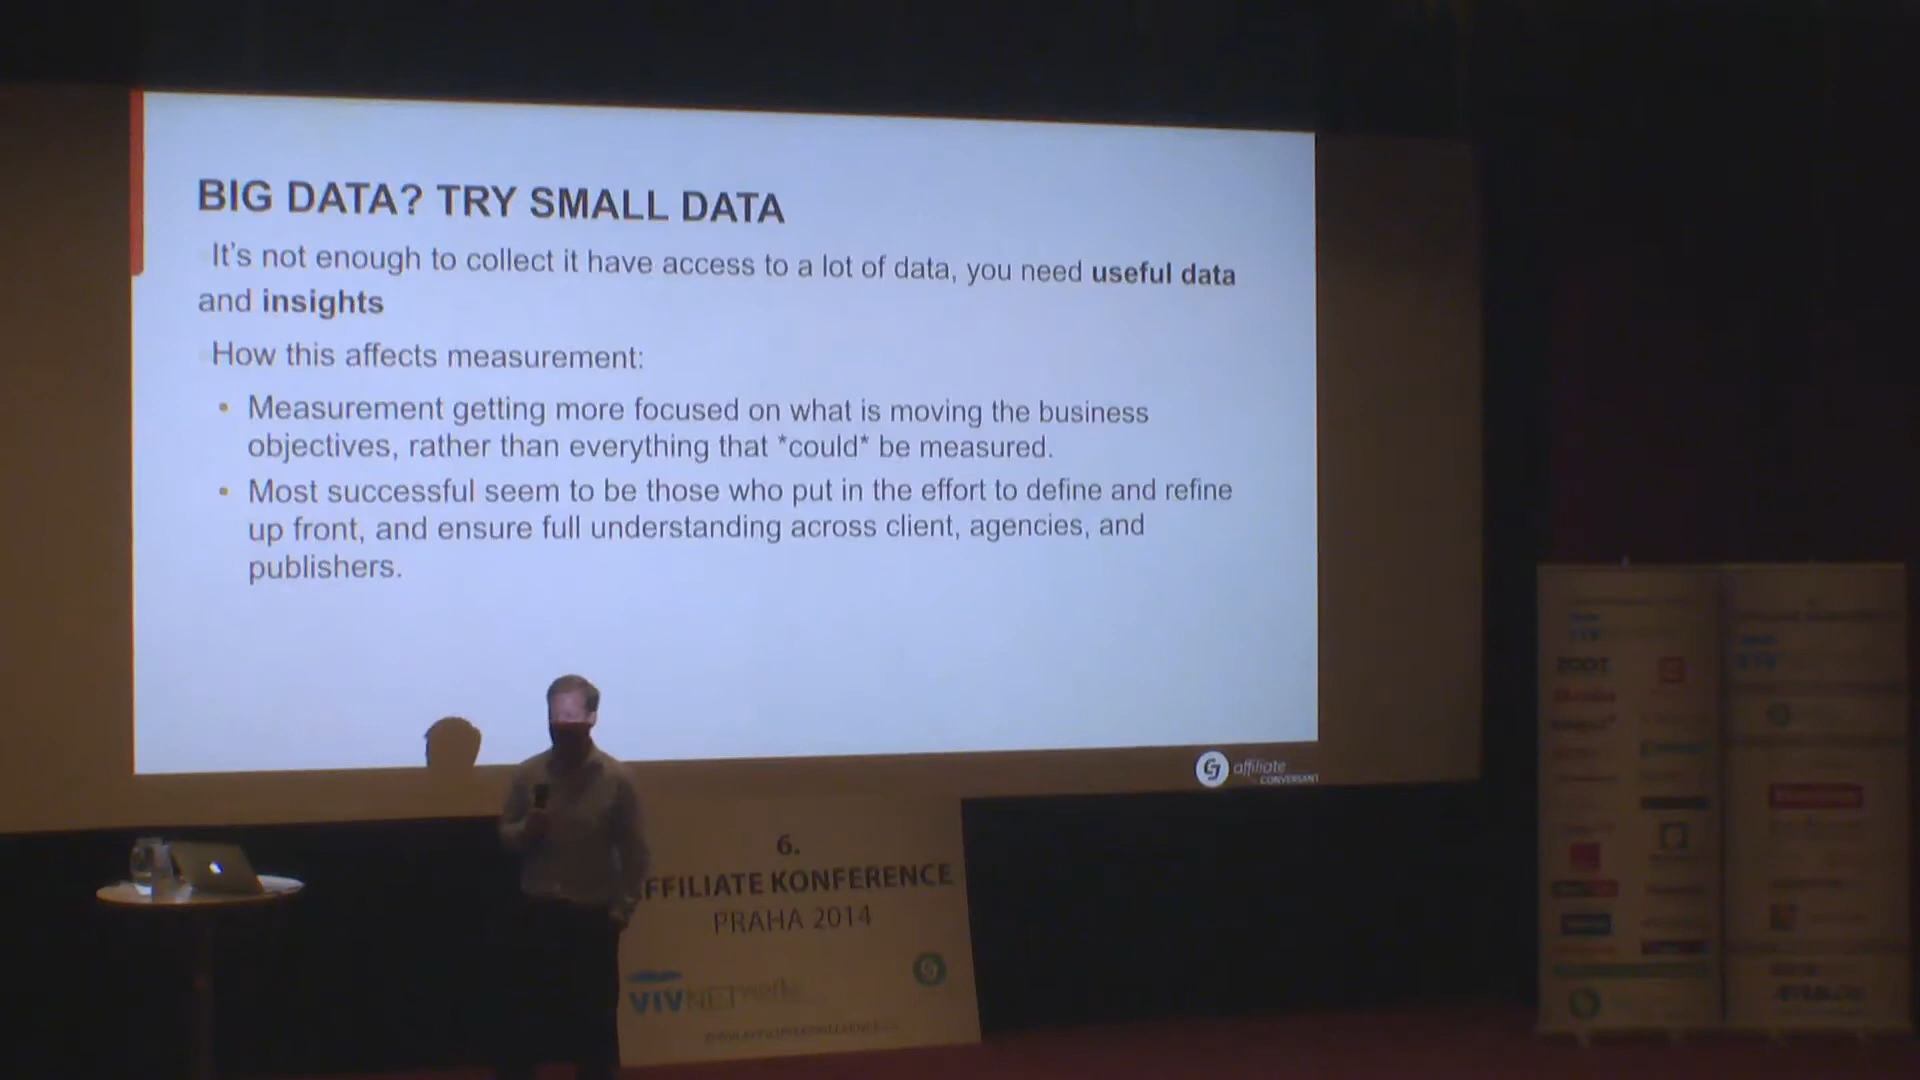 BIG DATA? TRY SMALL DATA
It's not enough to collect it have access to a lot of data, you need useful data
and insights
How this affects measurement:
• Measurement getting more focused on what is moving the business
objectives, rather than everything that *could* be measured.
• Most successful seem to be those who put in the effort to define and refine
up front, and ensure full understanding across client, agencies, and
publishers.
affiliate
CONVERSANT
6.
FFILIATE KONFERENCE
PRAHA 2014
VIVNETworks